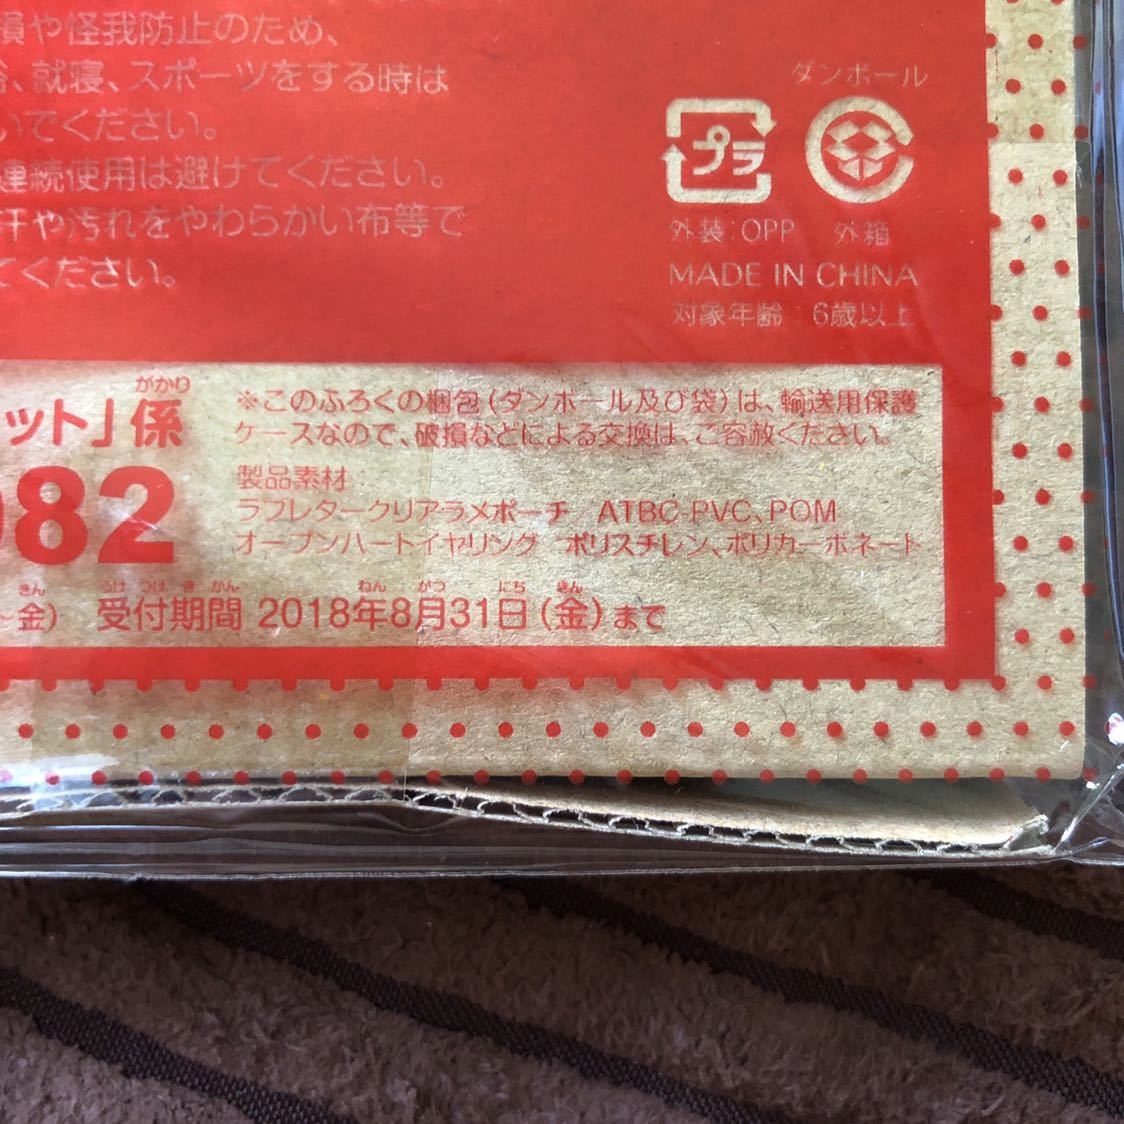 損や怪我防止のため、
、就寝、スポーツをする時は
いてください。
連続使用は避けてください。
汗や汚れをやわらかい布等で
てください。
ダンボール
プラ
外装:OPP 外箱
MADE IN CHINA
対象年齢:6歳以上
がかり
ット」係
※このふろくの梱包(ダンボール及び袋)は、輸送用保護
ケースなので、破損などによる交換は、ご容赦ください。
製品素材
ラブレタークリアラメポーチ/ATBC-PVC、POM
オープンハートイヤリング/ポリスチレン、ポリカーボネート
982
きん うけ つけ き かん ねん がつ にち きん
~金) 受付期間 2018年8月31日(金)まで